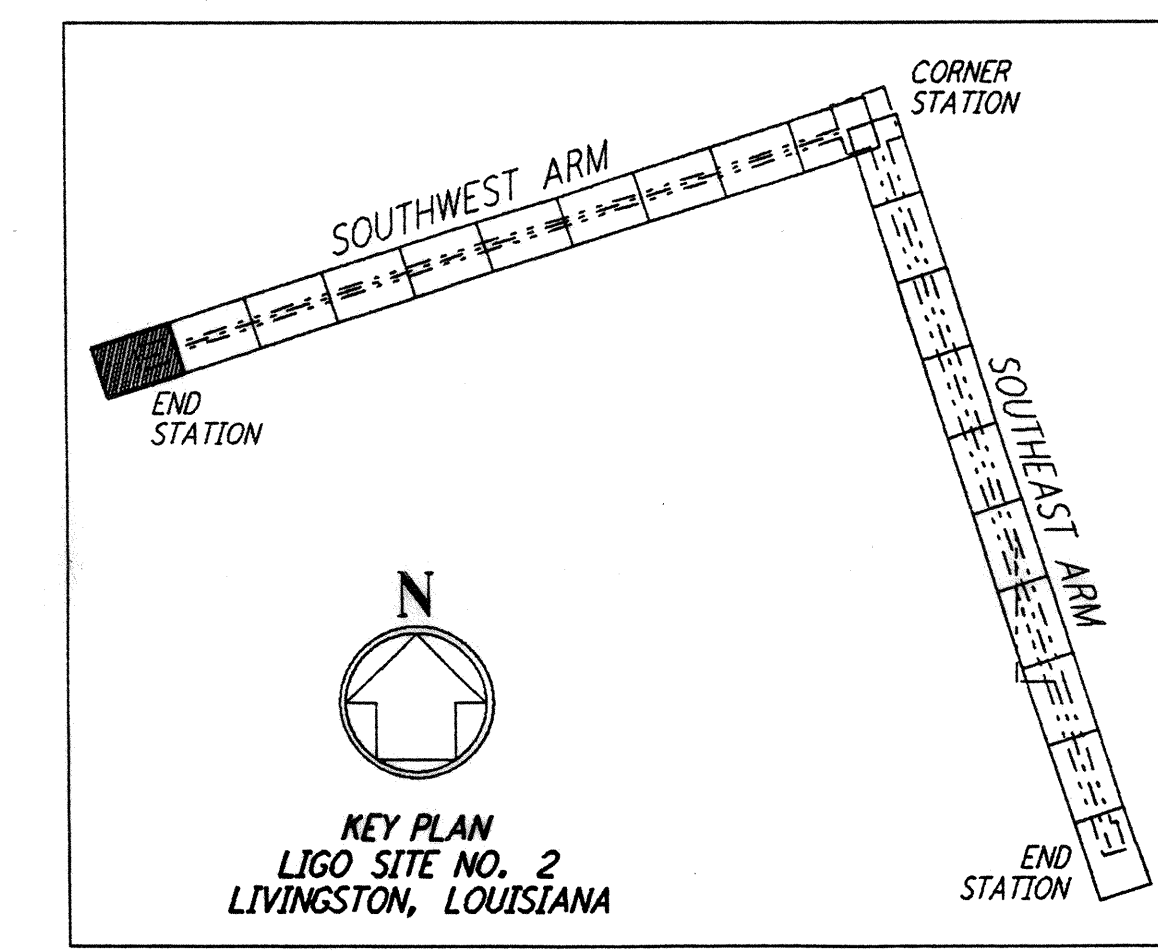 CORNER
STATION
SOUTHWEST ARM
END
STATION
SOUTHEAST ARM
N
KEY PLAN
LIGO SITE NO. 2
LIVINGSTON, LOUISIANA
END
STATION